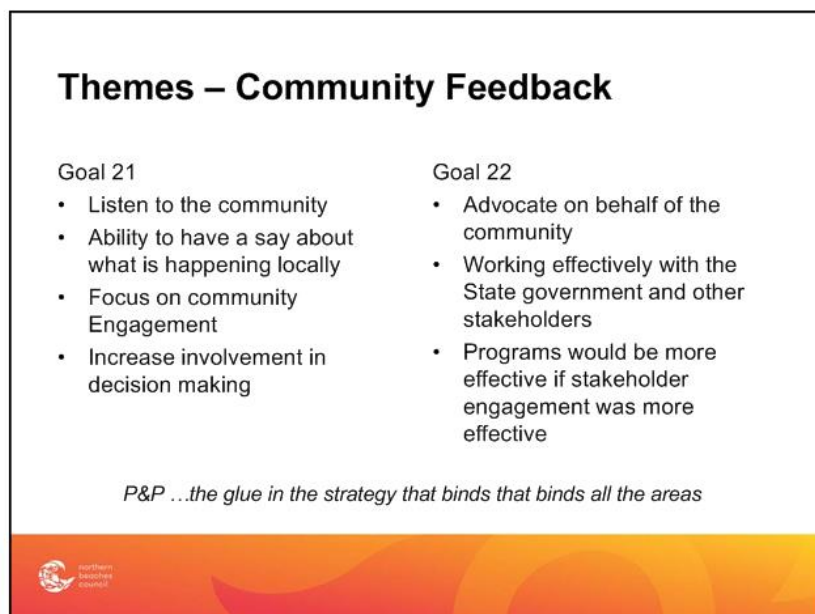 Themes – Community Feedback
Goal 21
• Listen to the community
• Ability to have a say about
what is happening locally
• Focus on community
Engagement
• Increase involvement in
decision making
Goal 22
• Advocate on behalf of the
community
• Working effectively with the
State government and other
stakeholders
• Programs would be more
effective if stakeholder
engagement was more
effective
P&P …the glue in the strategy that binds that binds all the areas
northern
beaches
council